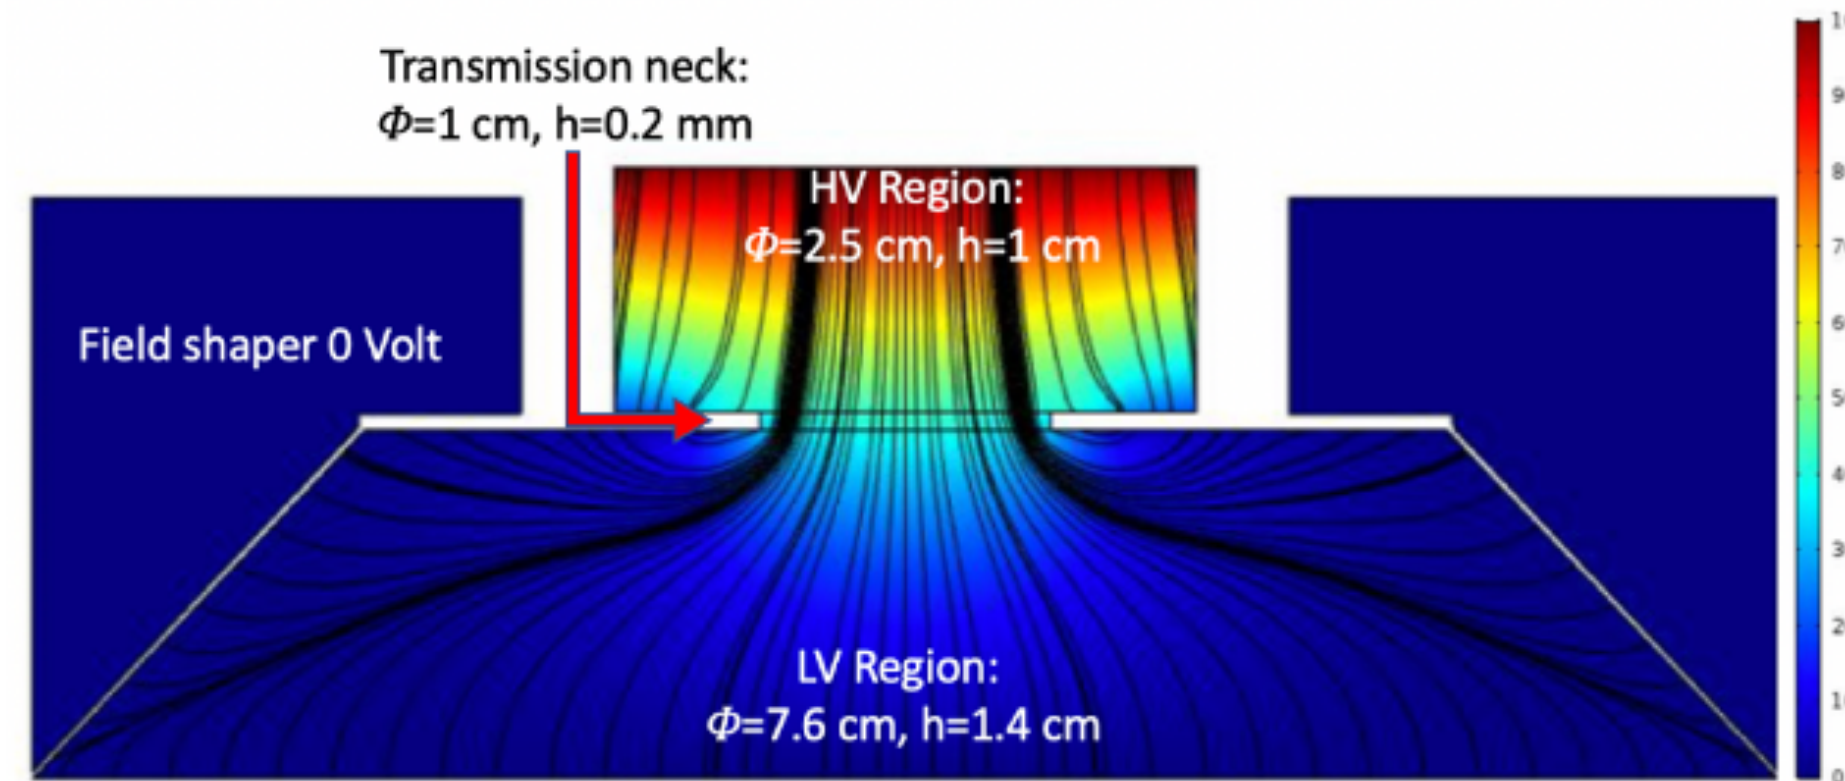 Transmission neck:
Φ=1 cm, h=0.2 mm
HV Region:
Φ=2.5 cm, h=1 cm
Field shaper 0 Volt
LV Region:
Φ=7.6 cm, h=1.4 cm